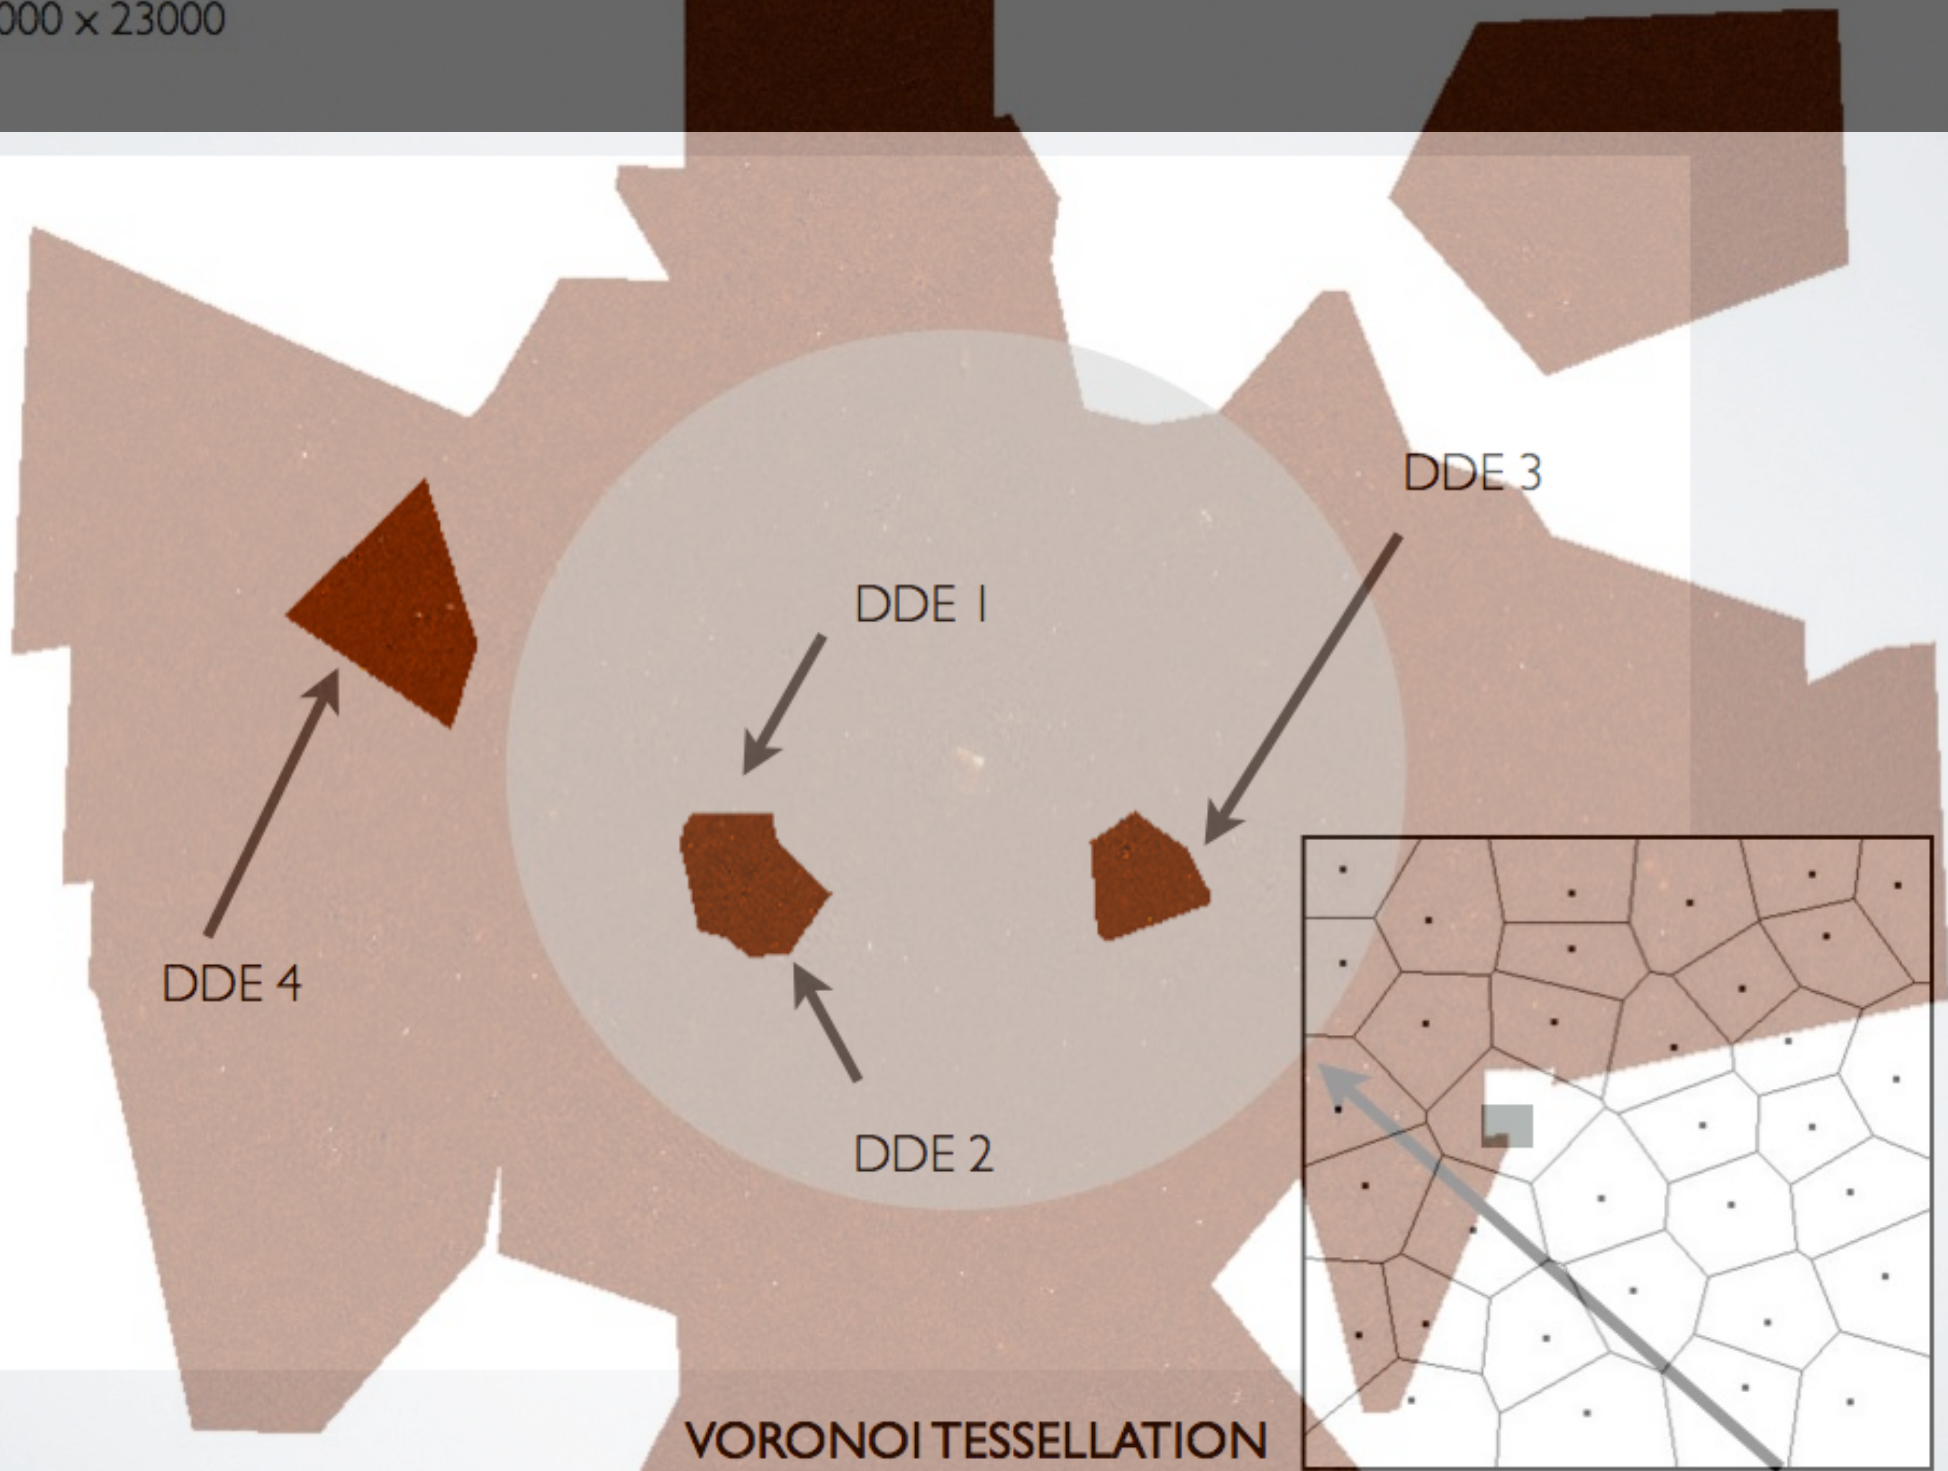 000 x 23000
DDE 3
DDE 1
DDE 4
DDE 2
VORONOI TESSELLATION